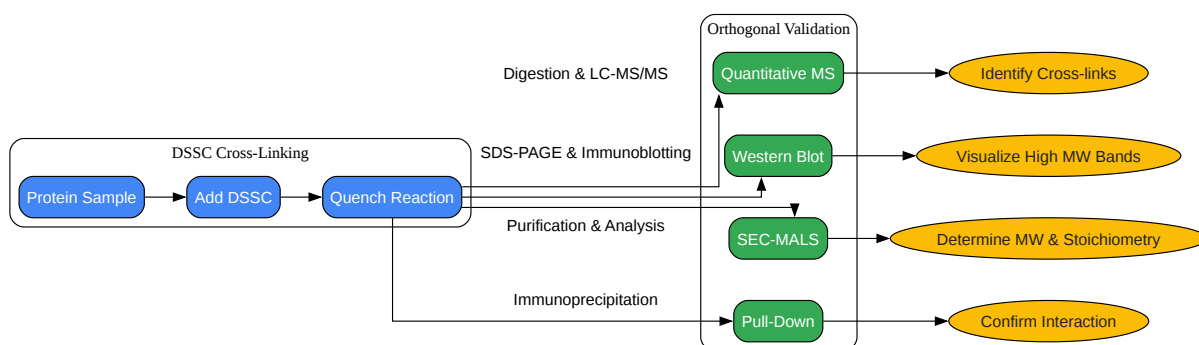 Orthogonal Validation
Digestion & LC-MS/MS
Quantitative MS
Identify Cross-links
DSSC Cross-Linking
SDS-PAGE & Immunoblotting
Western Blot
Visualize High MW Bands
Protein Sample
Add DSSC
Quench Reaction
Purification & Analysis
SEC-MALS
Determine MW & Stoichiometry
Immunoprecipitation
Pull-Down
Confirm Interaction